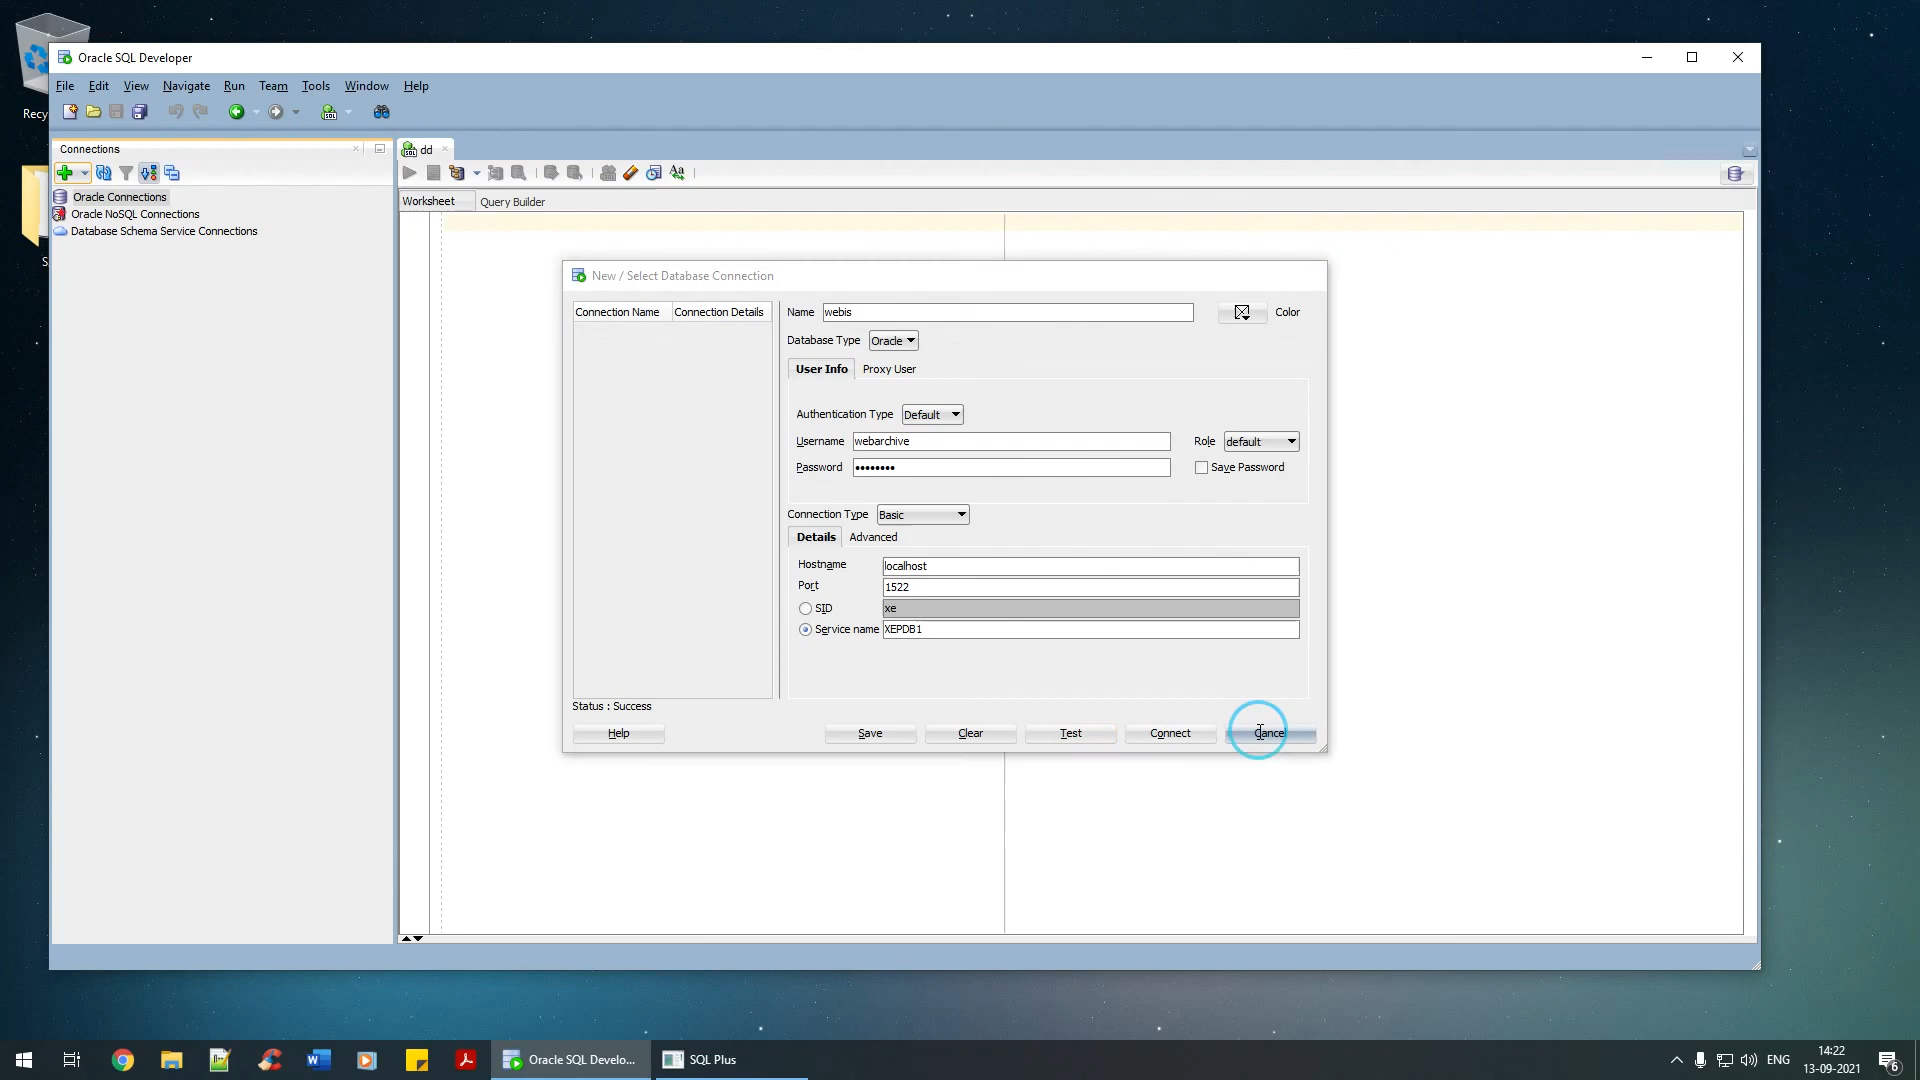 Recy
Oracle SQL Developer
File Edit View Navigate Run Team Tools Window Help
Connections
dd
Oracle Connections
Oracle NoSQL Connections
Database Schema Service Connections
Worksheet
Query Builder
New / Select Database Connection
Connection Name Connection Details
Name webis Color
Database Type Oracle
User Info Proxy User
Authentication Type Default
Username webarchive Role default
Password •••••••• Save Password
Connection Type Basic
Details Advanced
Hostname localhost
Port 1522
SID xe
Service name XEPDB1
Status : Success
Help Save Clear Test Connect Cancel
S
Oracle SQL Develo... SQL Plus ENG
14:22
13-09-2021
6